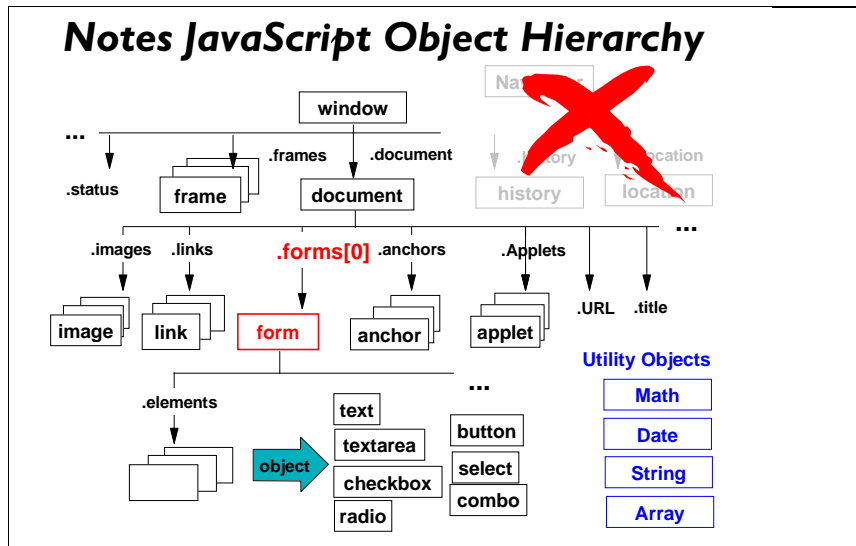 Notes JavaScript Object Hierarchy
window
...
.frames
.document
.history
.location
.status
frame
document
history
location
...
.images
.links
.forms[0]
.anchors
.Applets
.URL
.title
image
link
form
anchor
applet
Utility Objects
...
.elements
text
textarea
checkbox
radio
button
select
combo
object
Math
Date
String
Array